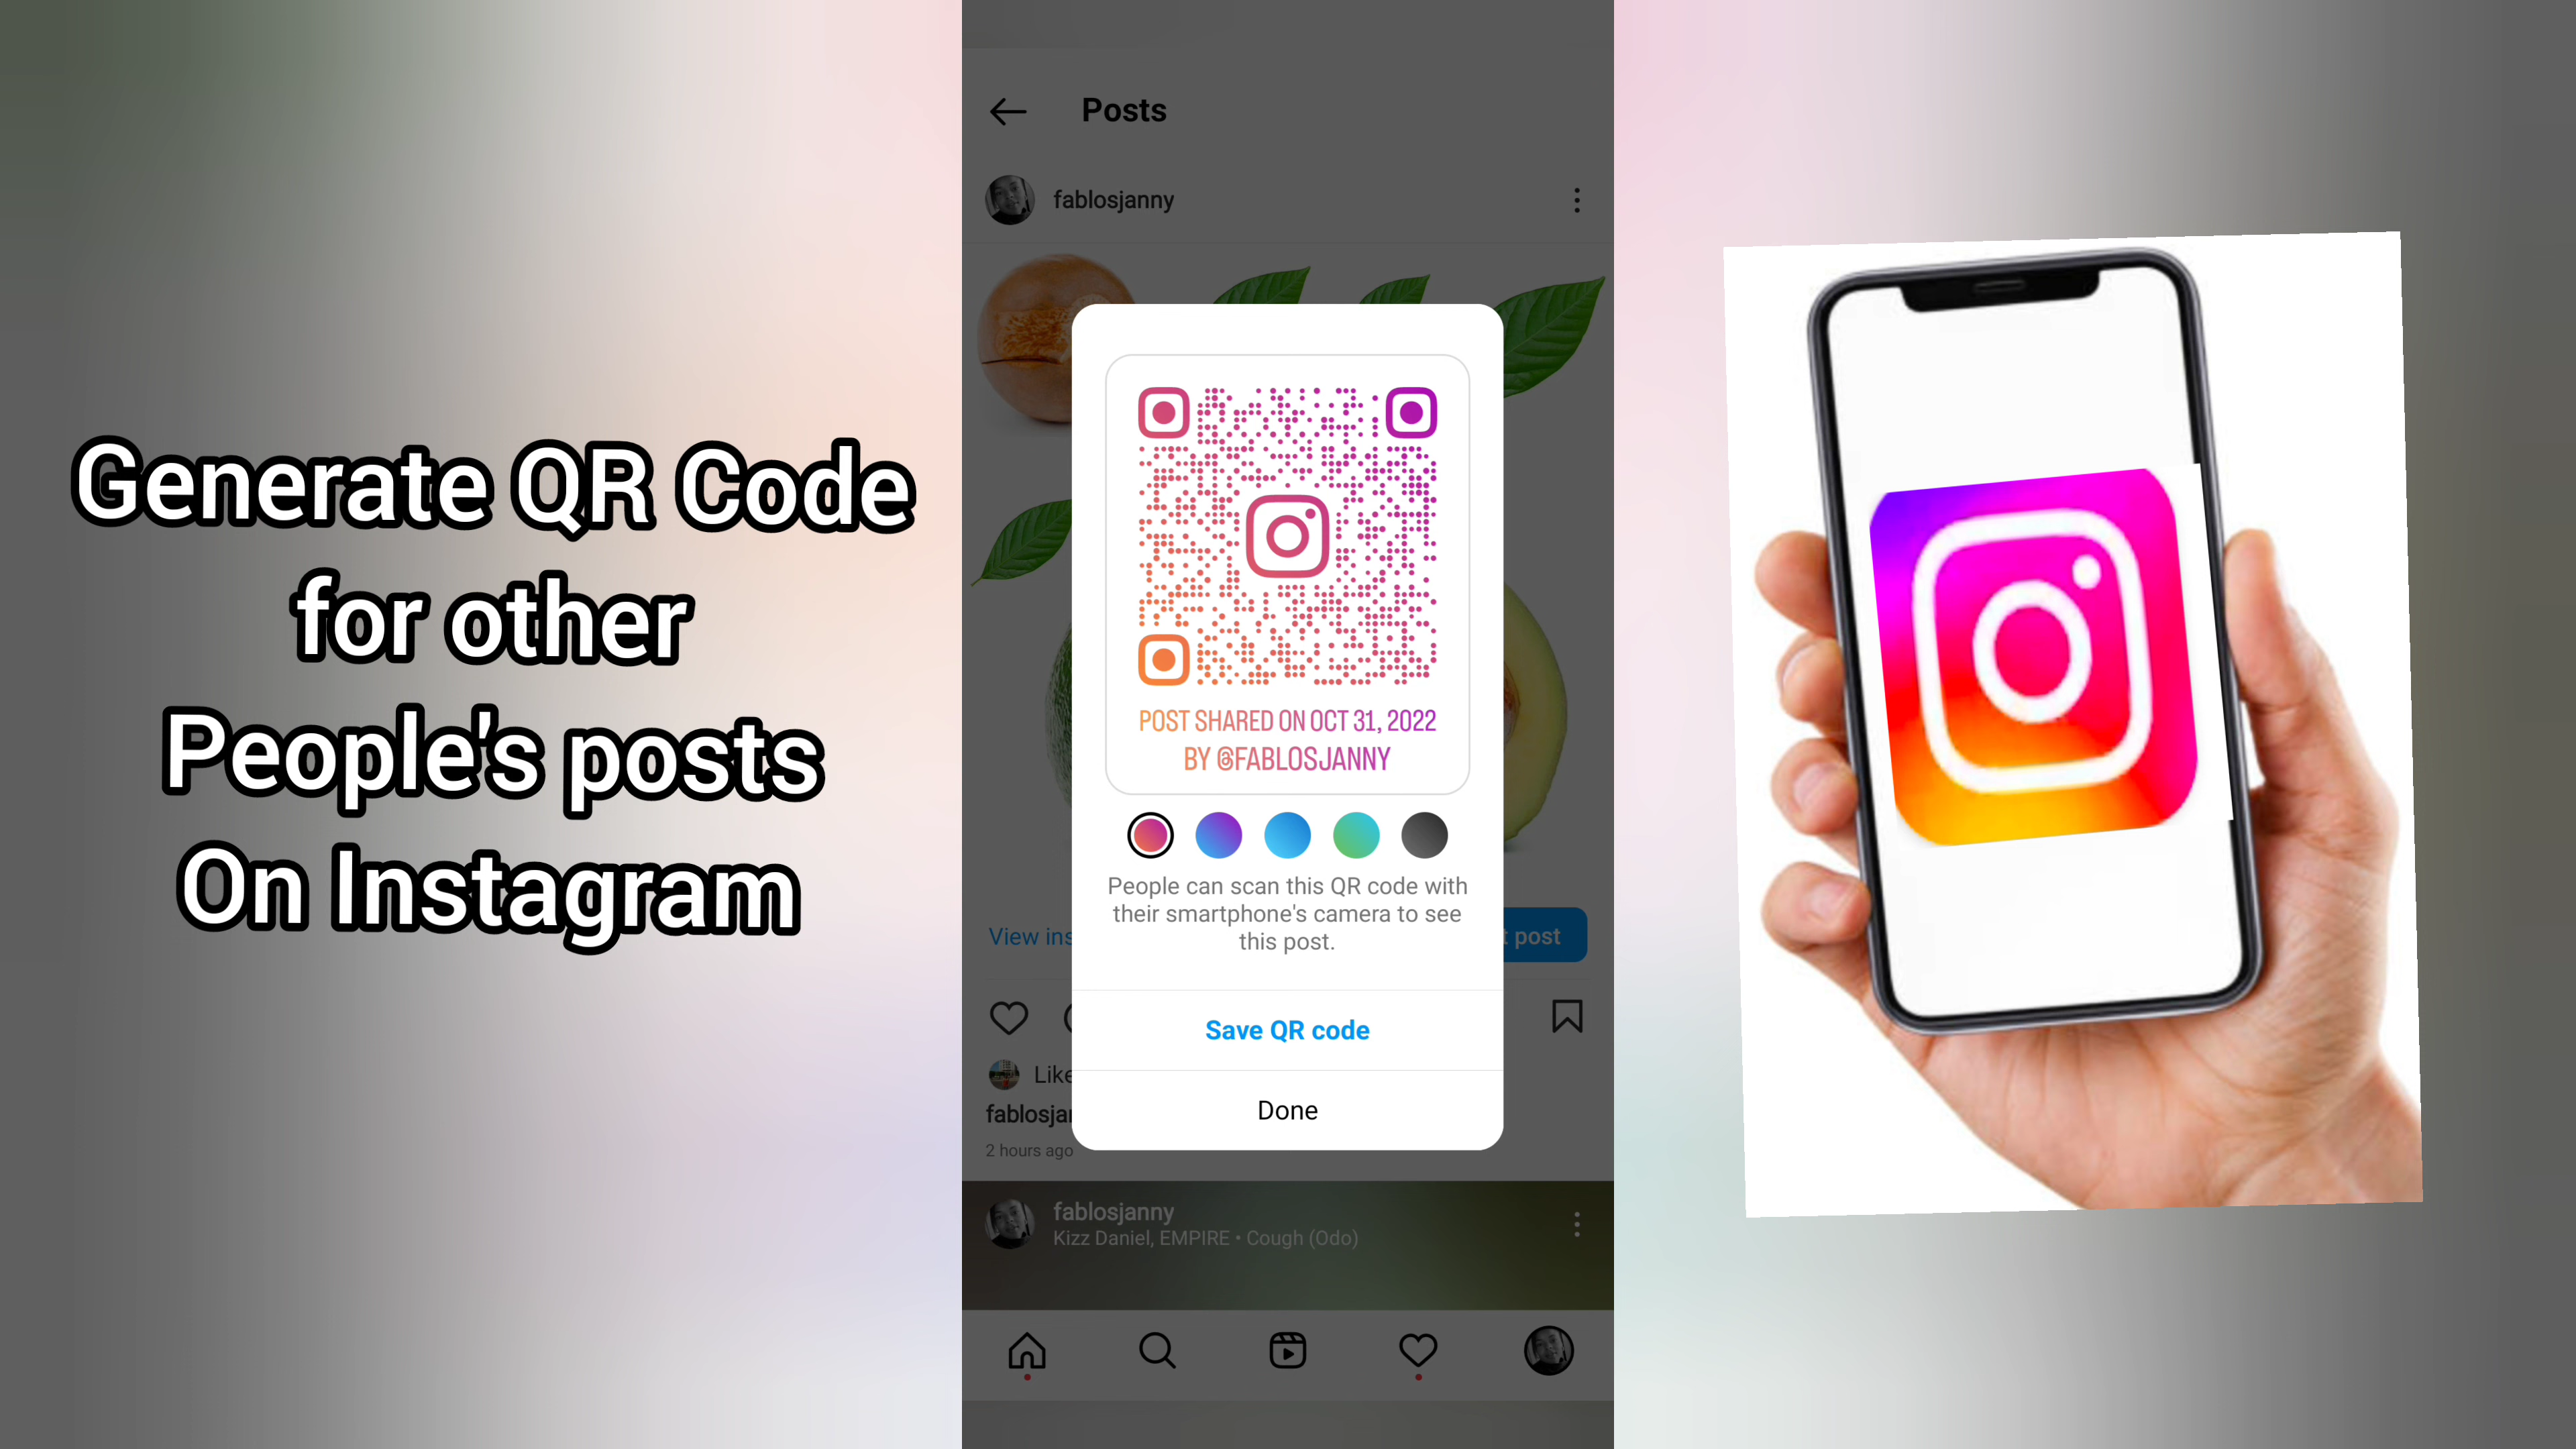 Generate QR Code
for other
People's posts
On Instagram
Posts
fablosjanny
POST SHARED ON OCT 31, 2022
BY @FABLOSJANNY
People can scan this QR code with
their smartphone's camera to see
this post.
View ins
t post
Save QR code
Like
fablosjar
Done
2 hours ago
fablosjanny
Kizz Daniel, EMPIRE • Cough (Odo)